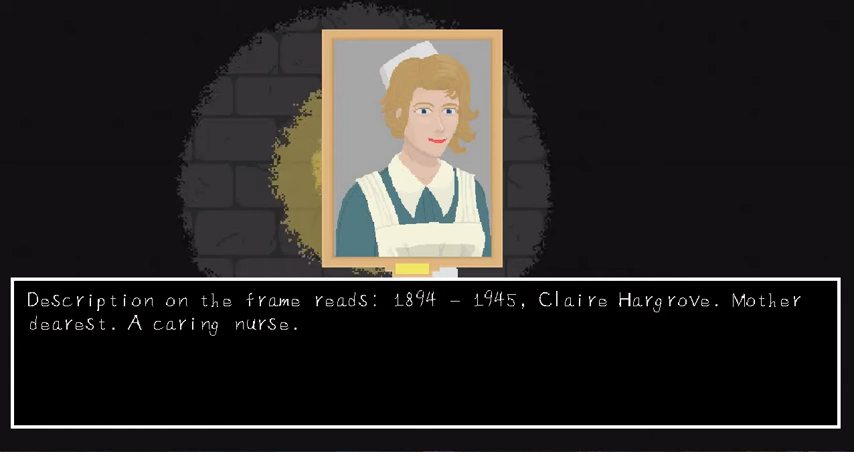 Description on the frame reads: 1894 - 1945, Claire Hargrove. Mother
dearest. A caring nurse.